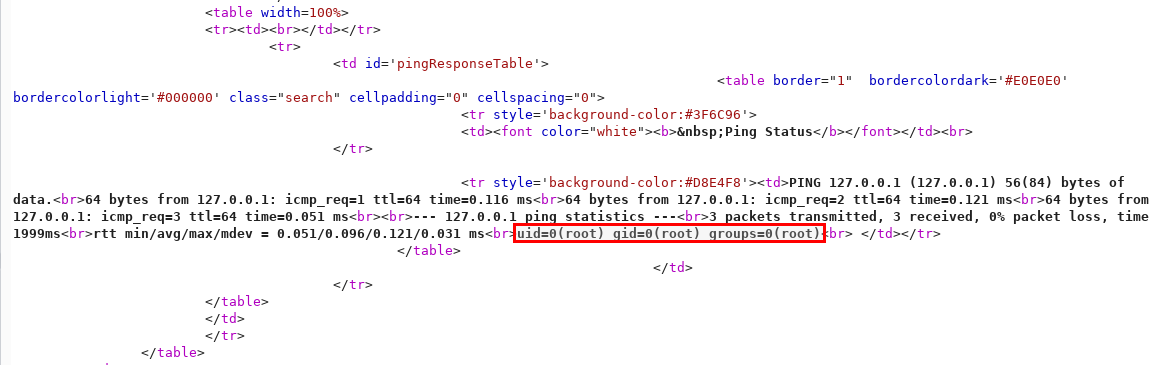 <table width=100%>
<tr><td><br></td></tr>
<tr>
<td id='pingResponseTable'>
<table border="1"  bordercolordark='#E0E0E0'
bordercolorlight='#000000' class="search" cellpadding="0" cellspacing="0">
<tr style='background-color:#3F6C96'>
<td><font color="white"><b>&nbsp;Ping Status</b></font></td><br>
</tr>
<tr style='background-color:#D8E4F8'><td>PING 127.0.0.1 (127.0.0.1) 56(84) bytes of
data.<br>64 bytes from 127.0.0.1: icmp_req=1 ttl=64 time=0.116 ms<br>64 bytes from 127.0.0.1: icmp_req=2 ttl=64 time=0.121 ms<br>64 bytes from
127.0.0.1: icmp_req=3 ttl=64 time=0.051 ms<br><br>--- 127.0.0.1 ping statistics ---<br>3 packets transmitted, 3 received, 0% packet loss, time
1999ms<br>rtt min/avg/max/mdev = 0.051/0.096/0.121/0.031 ms<br>uid=0(root) gid=0(root) groups=0(root)<br> </td></tr>
</table>
</td>
</tr>
</table>
</td>
</tr>
</table>